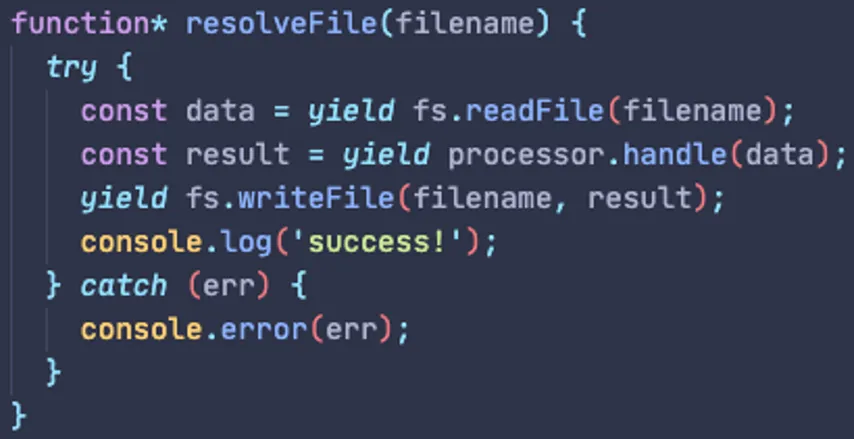 function* resolveFile(filename) {
  try {
    const data = yield fs.readFile(filename);
    const result = yield processor.handle(data);
    yield fs.writeFile(filename, result);
    console.log('success!');
  } catch (err) {
    console.error(err);
  }
}